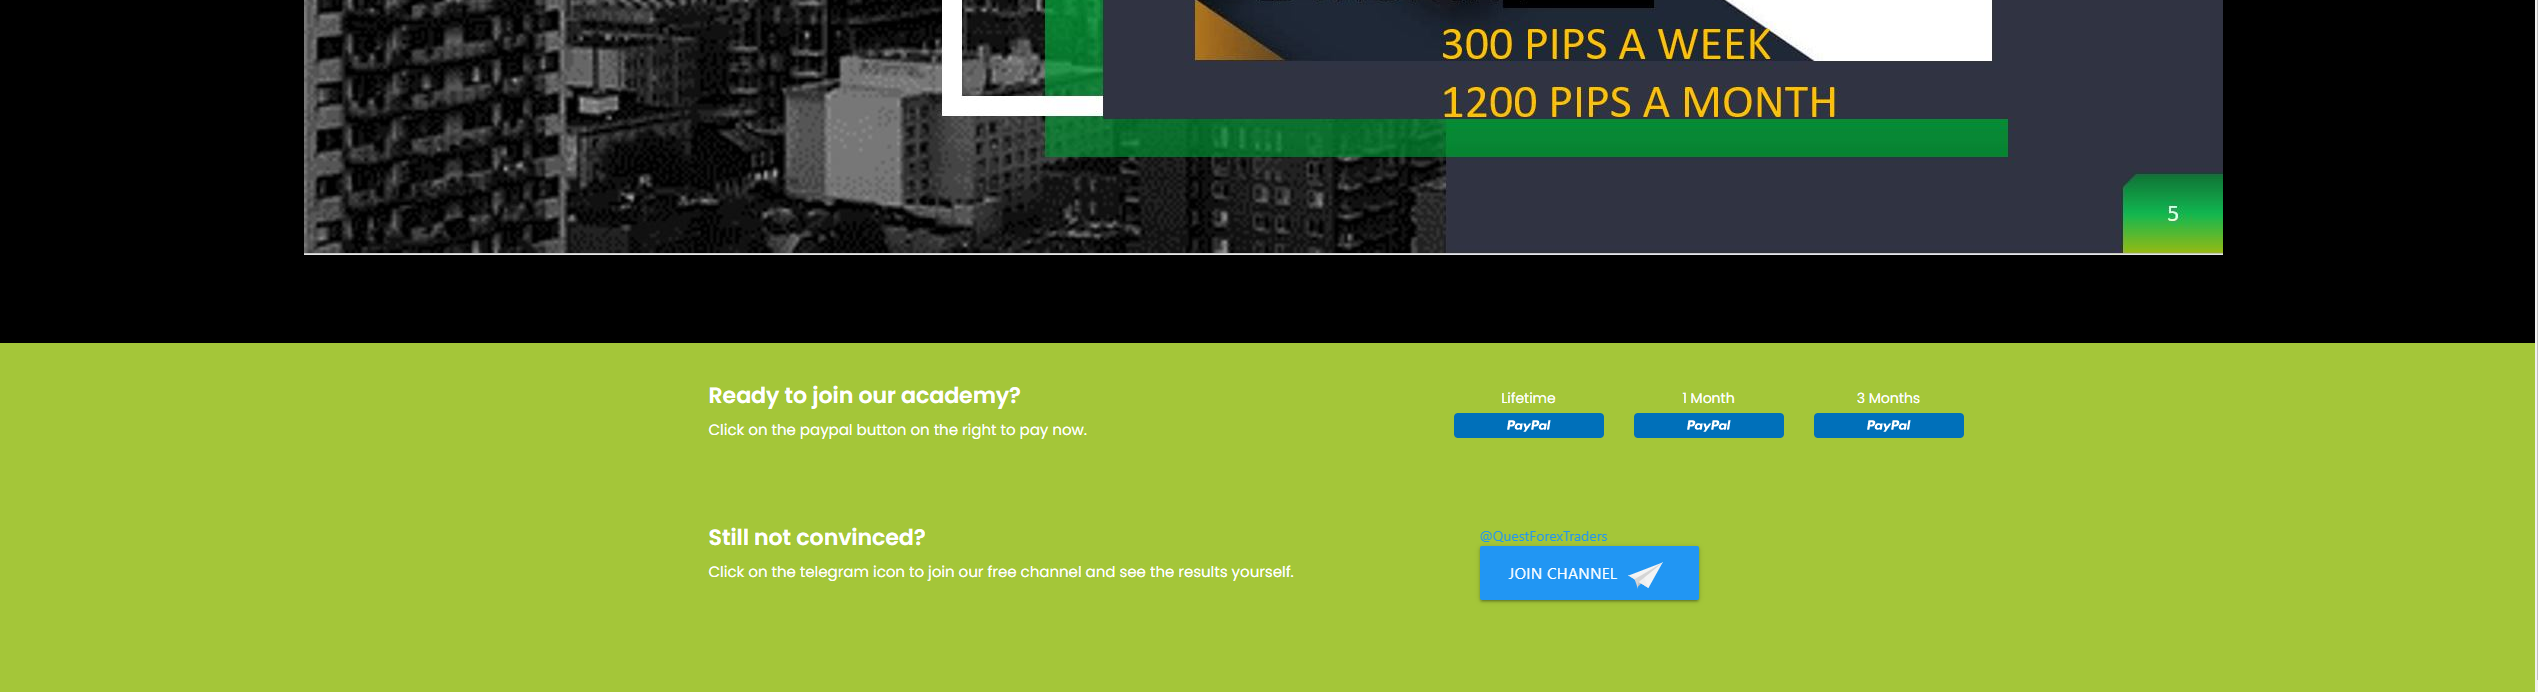 300 PIPS A WEEK
1200 PIPS A MONTH
5
Ready to join our academy?
Click on the paypal button on the right to pay now.
Lifetime
1 Month
3 Months
PayPal
PayPal
PayPal
Still not convinced?
Click on the telegram icon to join our free channel and see the results yourself.
@QuestForexTraders
JOIN CHANNEL